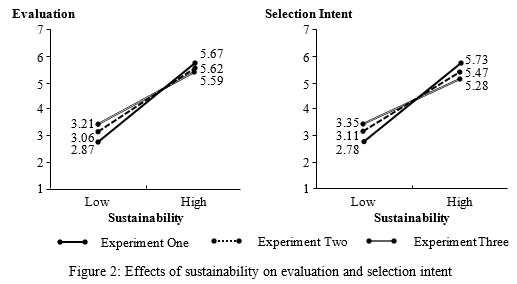 Evaluation
7
6
5
4
3
2
1
3.21
3.06
2.87
5.67
5.62
5.59
Low
High
Sustainability
Selection Intent
7
6
5
4
3
2
1
3.35
3.11
2.78
5.73
5.47
5.28
Low
High
Sustainability
Experiment One
Experiment Two
Experiment Three
Figure 2: Effects of sustainability on evaluation and selection intent